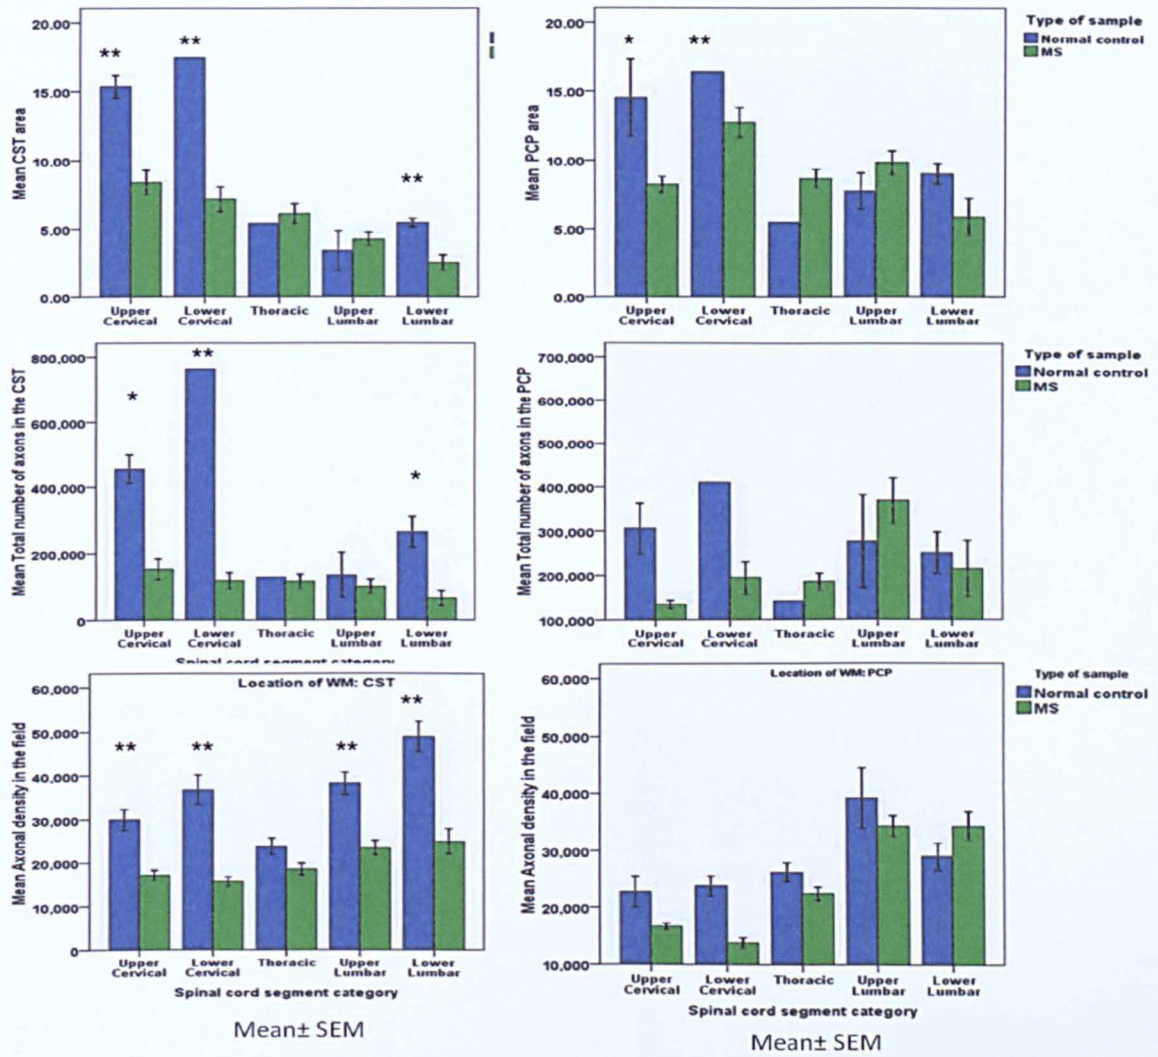 Mean CST area
20.00
15.00
10.00
5.00
0.00
**
**
**
Upper Cervical
Lower Cervical
Thoracic
Upper Lumbar
Lower Lumbar
Mean PCP area
20.00
15.00
10.00
5.00
0.00
*
**
Upper Cervical
Lower Cervical
Thoracic
Upper Lumbar
Lower Lumbar
Type of sample
Normal control
MS
Mean Total number of axons in the CST
800,000
600,000
400,000
200,000
0
*
**
*
Upper Cervical
Lower Cervical
Thoracic
Upper Lumbar
Lower Lumbar
Spinal cord segment category
Mean Total number of axons in the PCP
700,000
600,000
500,000
400,000
300,000
200,000
100,000
Upper Cervical
Lower Cervical
Thoracic
Upper Lumbar
Lower Lumbar
Type of sample
Normal control
MS
Location of WM: CST
Mean Axonal density in the field
60,000
50,000
40,000
30,000
20,000
10,000
0
**
**
**
**
Upper Cervical
Lower Cervical
Thoracic
Upper Lumbar
Lower Lumbar
Spinal cord segment category
Mean± SEM
Location of WM: PCP
Mean Axonal density in the field
60,000
50,000
40,000
30,000
20,000
10,000
Upper Cervical
Lower Cervical
Thoracic
Upper Lumbar
Lower Lumbar
Spinal cord segment category
Type of sample
Normal control
MS
Mean± SEM